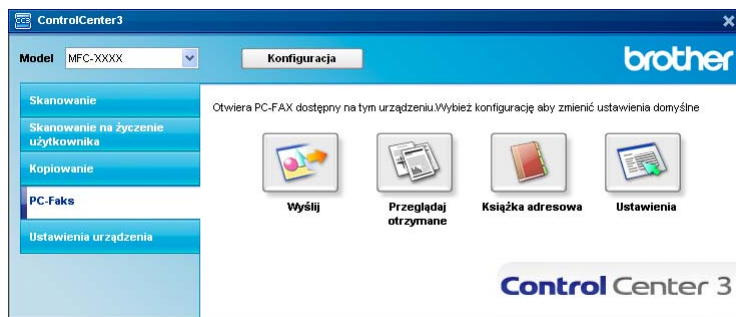 ControlCenter3
Model MFC-XXXX Konfiguracja brother
Skanowanie
Skanowanie na życzenie
użytkownika
Kopiowanie
PC-Faks
Ustawienia urządzenia
Otwiera PC-FAX dostępny na tym urządzeniu.Wybież konfigurację aby zmienić ustawienia domyślne
Wyślij
Przeglądaj
otrzymane
Książka adresowa
Ustawienia
Control Center 3